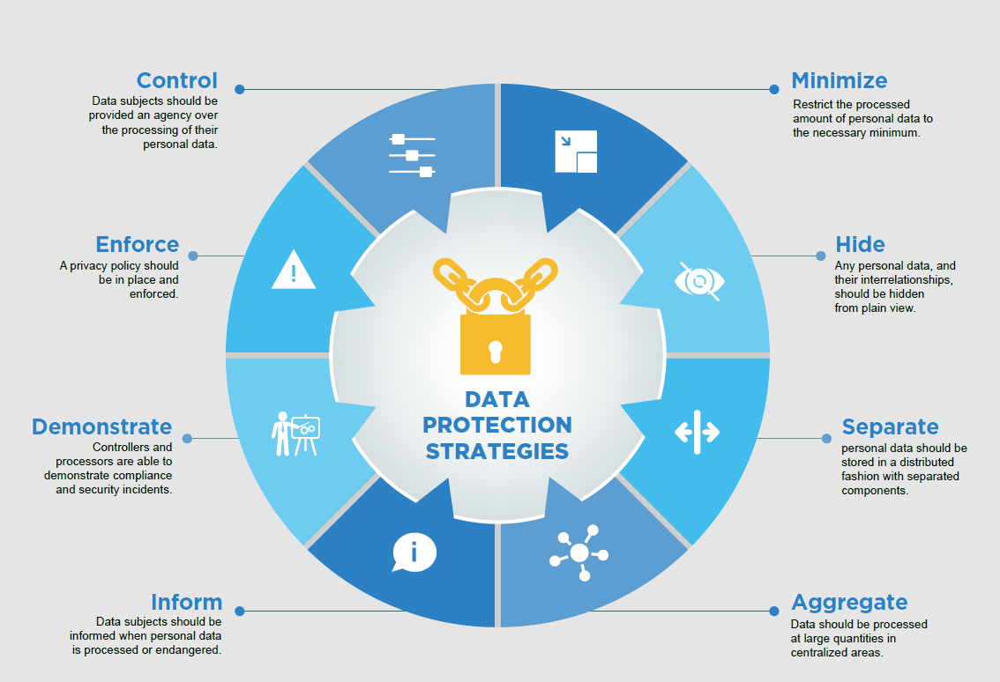 Control
Data subjects should be
provided an agency over
the processing of their
personal data.
Minimize
Restrict the processed
amount of personal data to
the necessary minimum.
Enforce
A privacy policy should
be in place and
enforced.
!
Hide
Any personal data, and
their interrelationships,
should be hidden
from plain view.
DATA
PROTECTION
STRATEGIES
Demonstrate
Controllers and
processors are able to
demonstrate compliance
and security incidents.
Separate
personal data should be
stored in a distributed
fashion with separated
components.
i
Inform
Data subjects should be
informed when personal data
is processed or endangered.
Aggregate
Data should be processed
at large quantities in
centralized areas.